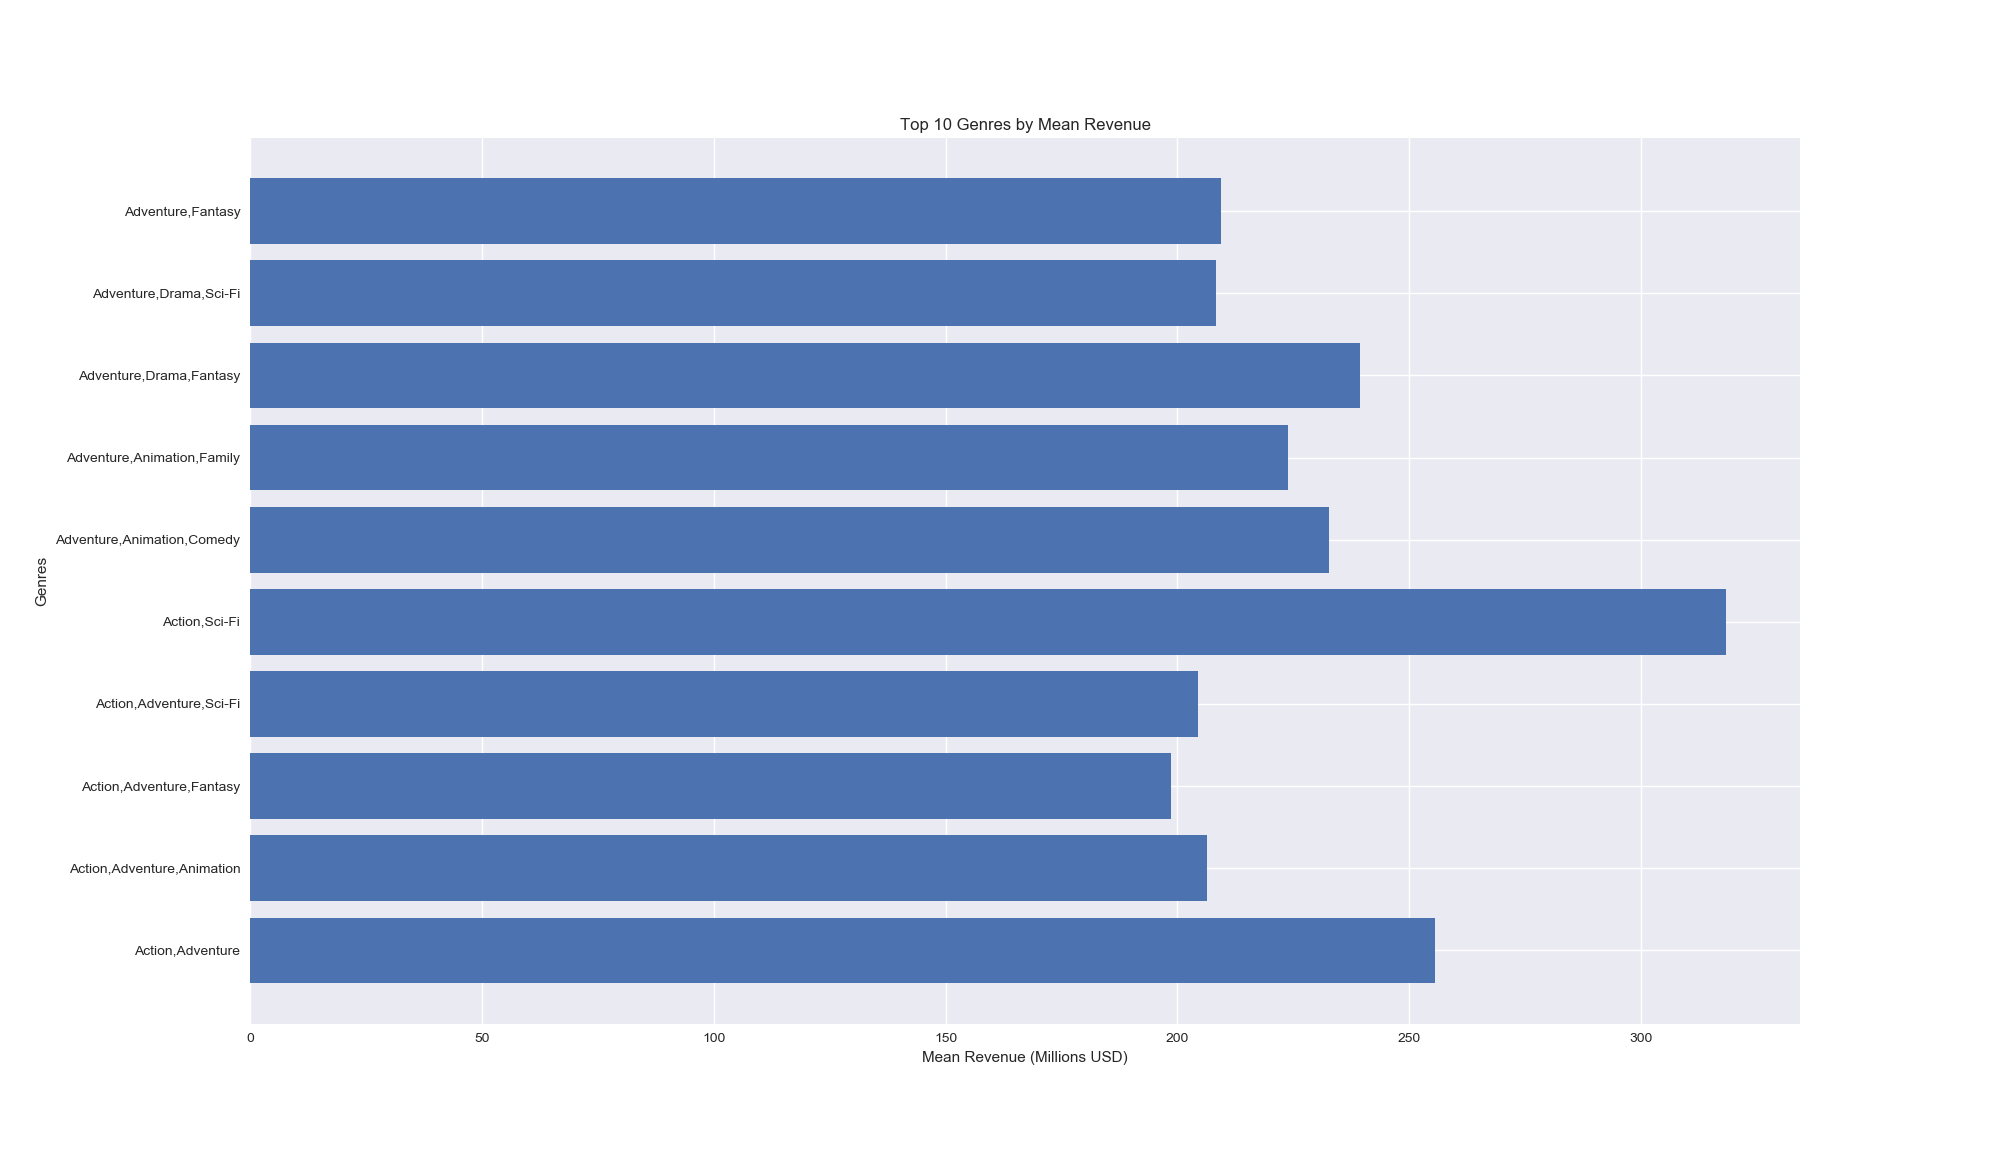 Top 10 Genres by Mean Revenue
Adventure,Fantasy
Adventure,Drama,Sci-Fi
Adventure,Drama,Fantasy
Adventure,Animation,Family
Adventure,Animation,Comedy
Genres
Action,Sci-Fi
Action,Adventure,Sci-Fi
Action,Adventure,Fantasy
Action,Adventure,Animation
Action,Adventure
0 50 100 150 200 250 300
Mean Revenue (Millions USD)